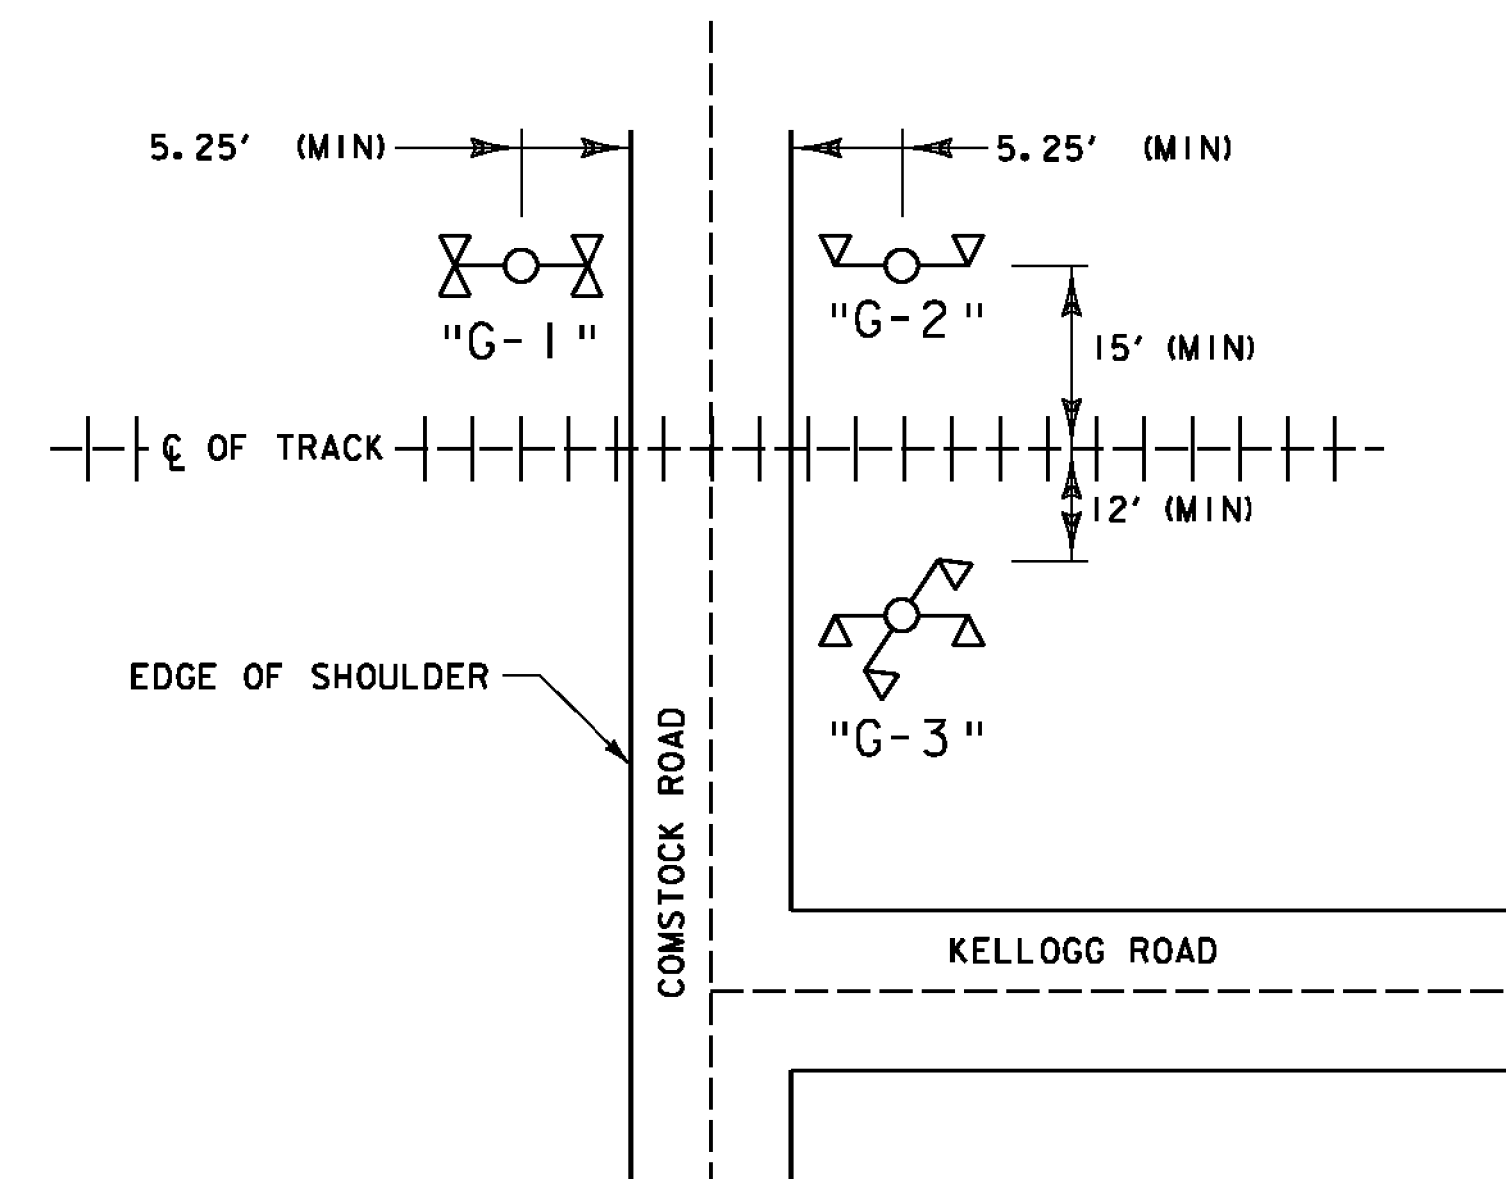 5.25' (MIN)
5.25' (MIN)
"G-1"
"G-2"
15' (MIN)
℄ OF TRACK
12' (MIN)
EDGE OF SHOULDER
"G-3"
COMSTOCK ROAD
KELLOGG ROAD